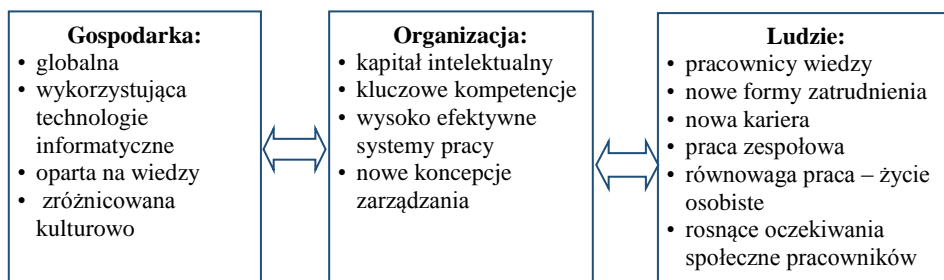 Gospodarka:
• globalna
• wykorzystująca
technologie
informatyczne
• oparta na wiedzy
• zróżnicowana
kulturowo
Organizacja:
• kapitał intelektualny
• kluczowe kompetencje
• wysoko efektywne
systemy pracy
• nowe koncepcje
zarządzania
Ludzie:
• pracownicy wiedzy
• nowe formy zatrudnienia
• nowa kariera
• praca zespołowa
• równowaga praca – życie
osobiste
• rosnące oczekiwania
społeczne pracowników